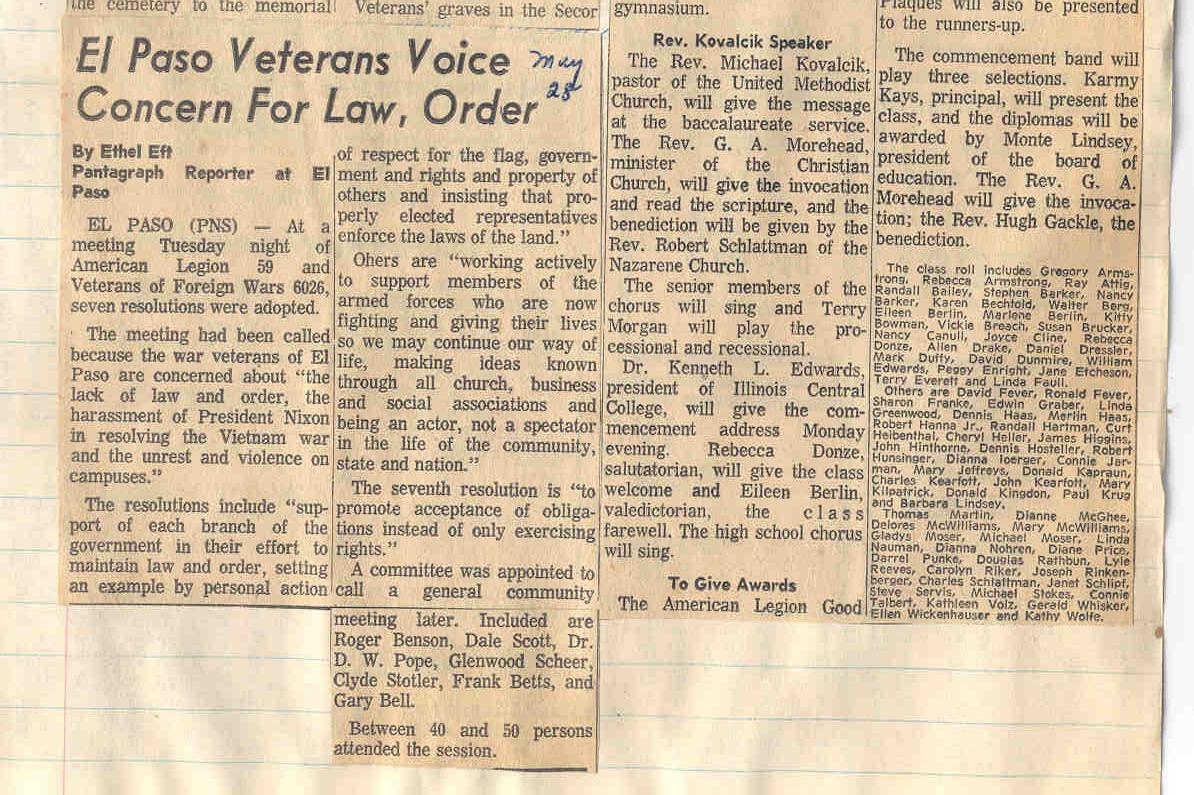 the cemetery to the memorial
Veterans' graves in the Secor
El Paso Veterans Voice
Concern For Law, Order
May
28
By Ethel Eft
Pantagraph Reporter at El
Paso
EL PASO (PNS) — At a
meeting Tuesday night of
American Legion 59 and
Veterans of Foreign Wars 6026,
seven resolutions were adopted.
The meeting had been called
because the war veterans of El
Paso are concerned about "the
lack of law and order, the
harassment of President Nixon
in resolving the Vietnam war
and the unrest and violence on
campuses."
The resolutions include "sup-
port of each branch of the
government in their effort to
maintain law and order, setting
an example by personal action
of respect for the flag, govern-
ment and rights and property of
others and insisting that pro-
perly elected representatives
enforce the laws of the land."
Ohers are "working actively
to support members of the
armed forces who are now
fighting and giving their lives
so we may continue our way of
life, making ideas known
through all church, business
and social associations and
being an actor, not a spectator
in the life of the community,
state and nation."
The seventh resolution is "to
promote acceptance of obliga-
tions instead of only exercising
rights."
A committee was appointed to
call a general community
meeting later. Included are
Roger Benson, Dale Scott, Dr.
D. W. Pope, Glenwood Scheer,
Clyde Stotler, Frank Betts, and
Gary Bell.
Between 40 and 50 persons
attended the session.
gymnasium.
Rev. Kovalcik Speaker
The Rev. Michael Kovalcik,
pastor of the United Methodist
Church, will give the message
at the baccalaureate service.
The Rev. G. A. Morehead,
minister of the Christian
Church, will give the invocation
and read the scripture, and the
benediction will be given by the
Rev. Robert Schlattman of the
Nazarene Church.
The senior members of the
chorus will sing and Terry
Morgan will play the pro-
cessional and recessional.
Dr. Kenneth L. Edwards,
president of Illinois Central
College, will give the com-
mencement address Monday
evening. Rebecca Donze,
salutatorian, will give the class
welcome and Eileen Berlin,
valedictorian, the class
farewell. The high school chorus
will sing.
To Give Awards
The American Legion Good
Plaques will also be presented
to the runners-up.
The commencement band will
play three selections. Karmy
Kays, principal, will present the
class, and the diplomas will be
awarded by Monte Lindsey,
president of the board of
education. The Rev. G. A.
Morehead will give the invoca-
tion; the Rev. Hugh Gackle, the
benediction.
The class roll includes Gregory Arms-
trong, Rebecca Armstrong, Ray Attig,
Randall Bailey, Stephen Barker, Nancy
Barker, Karen Bechtold, Walter Berg,
Eileen Berlin, Marlene Berlin, Kitty
Bowman, Vickie Breach, Susan Brucker,
Nancy Canull, Joyce Cline, Rebecca
Donze, Allen Drake, Daniel Dressler,
Mark Duffy, David Dunmire, William
Edwards, Peggy Enright, Jane Etcheson,
Terry Everett and Linda Faull.
Others are David Fever, Ronald Fever,
Sharon Franke, Edwin Graber, Linda
Greenwood, Dennis Haas, Merlin Haas,
Robert Hanna Jr., Randall Hartman, Curt
Heibenthal, Cheryl Heller, James Higgins,
John Hinthorne, Dennis Hosteller, Robert
Hunsinger, Dianna Ioerger, Connie Jar-
man, Mary Jeffreys, Donald Kapraun,
Charles Kearfott, John Kearfott, Mary
Kilpatrick, Donald Kingdon, Paul Krug
and Barbara Lindsey.
Thomas Martin, Dianne McGhee,
Delores McWilliams, Mary McWilliams,
Gladys Moser, Michael Moser, Linda
Nauman, Dianna Nohren, Diane Price,
Darrel Punke, Douglas Rathbun, Lyle
Reeves, Carolyn Riker, Joseph Rinken-
berger, Charles Schlattman, Janet Schlipf,
Steve Servis, Michael Stokes, Connie
Talbert, Kathleen Volz, Gerald Whisker,
Ellen Wickenhauser and Kathy Wolfe.